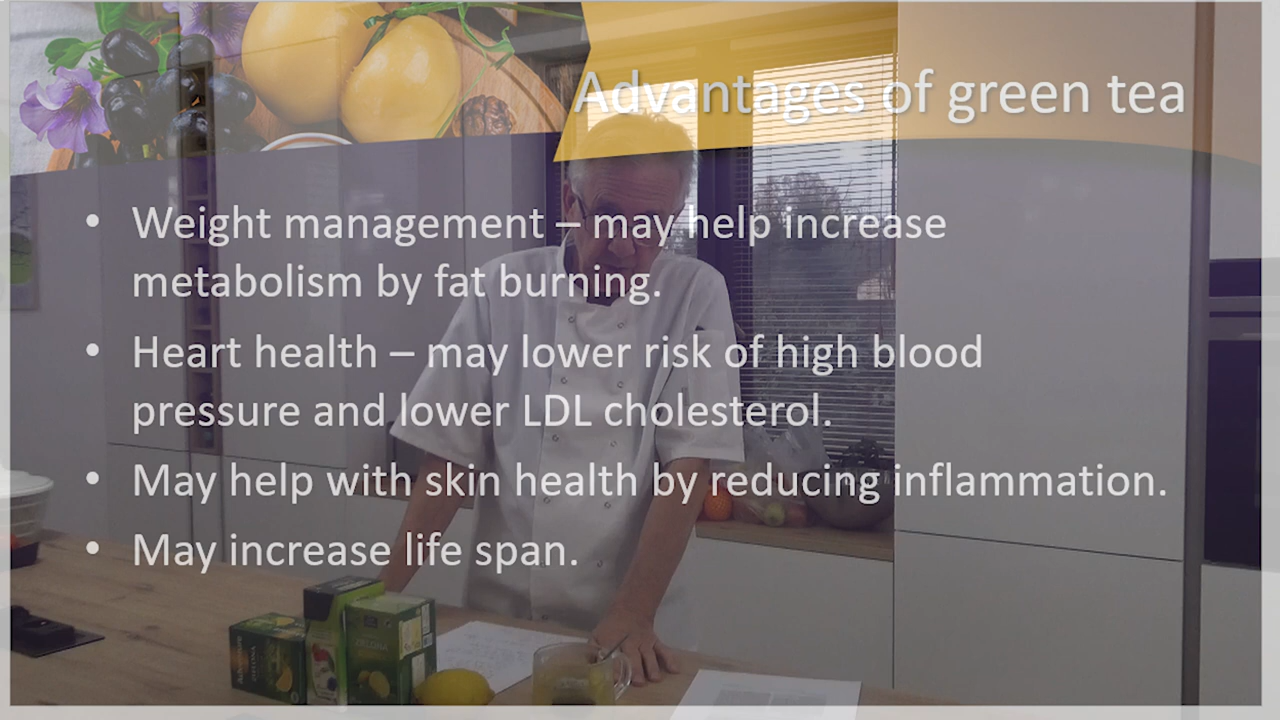 Advantages of green tea
• Weight management – may help increase
metabolism by fat burning.
• Heart health – may lower risk of high blood
pressure and lower LDL cholesterol.
• May help with skin health by reducing inflammation.
• May increase life span.